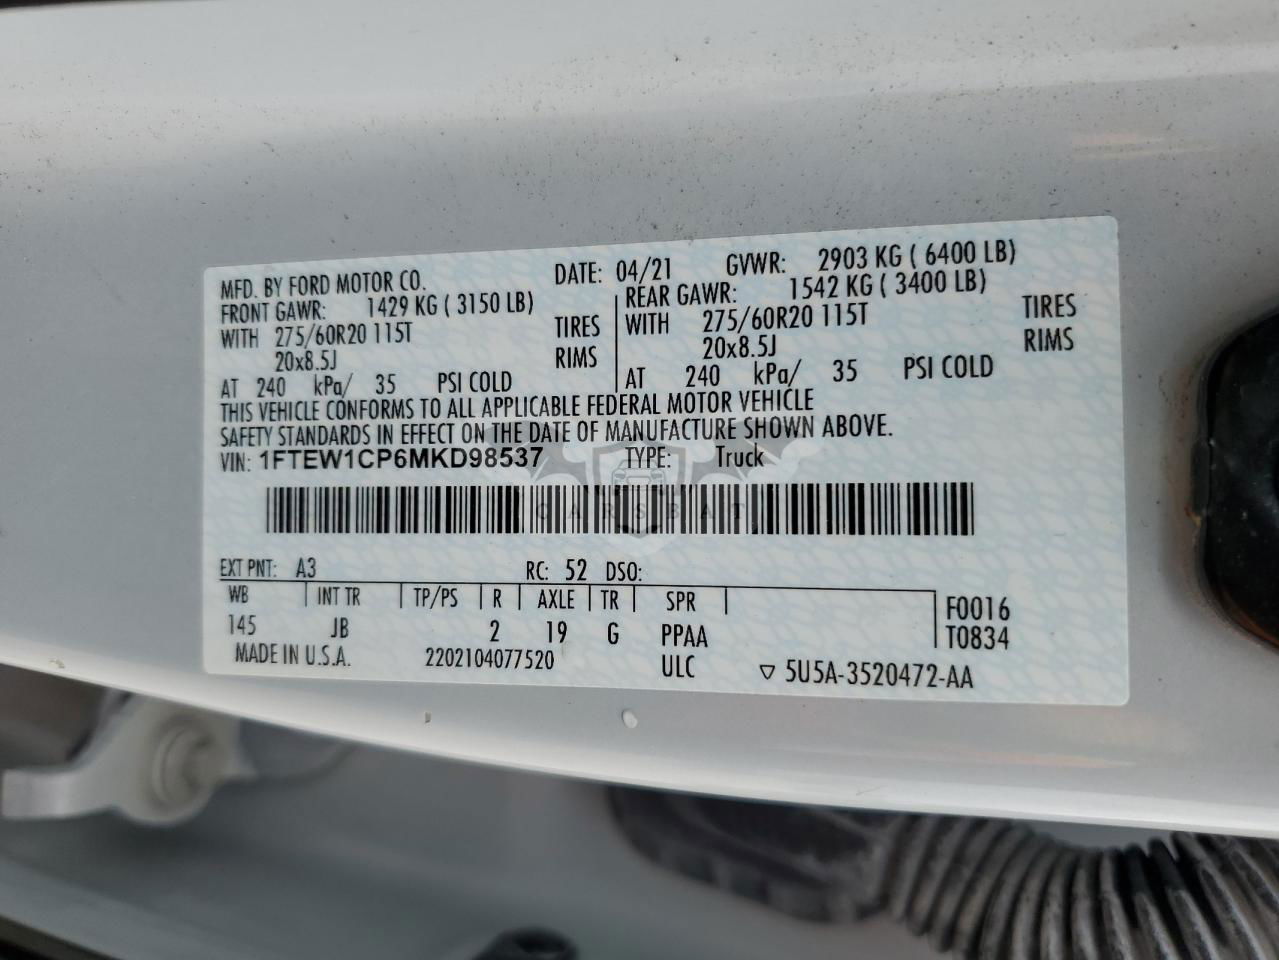 MFD. BY FORD MOTOR CO. DATE: 04/21 GVWR: 2903 KG ( 6400 LB)
FRONT GAWR: 1429 KG ( 3150 LB) REAR GAWR: 1542 KG ( 3400 LB)
WITH 275/60R20 115T TIRES WITH 275/60R20 115T TIRES
20x8.5J RIMS 20x8.5J RIMS
AT 240 kPa/ 35 PSI COLD AT 240 kPa/ 35 PSI COLD
THIS VEHICLE CONFORMS TO ALL APPLICABLE FEDERAL MOTOR VEHICLE
SAFETY STANDARDS IN EFFECT ON THE DATE OF MANUFACTURE SHOWN ABOVE.
VIN: 1FTEW1CP6MKD98537 TYPE: Truck
CARSBAT
EXT PNT: A3 RC: 52 DSO:
WB INT TR TP/PS R AXLE TR SPR F0016
145 JB 2 19 G PPAA T0834
MADE IN U.S.A. 2202104077520 ULC ▽ 5U5A-3520472-AA